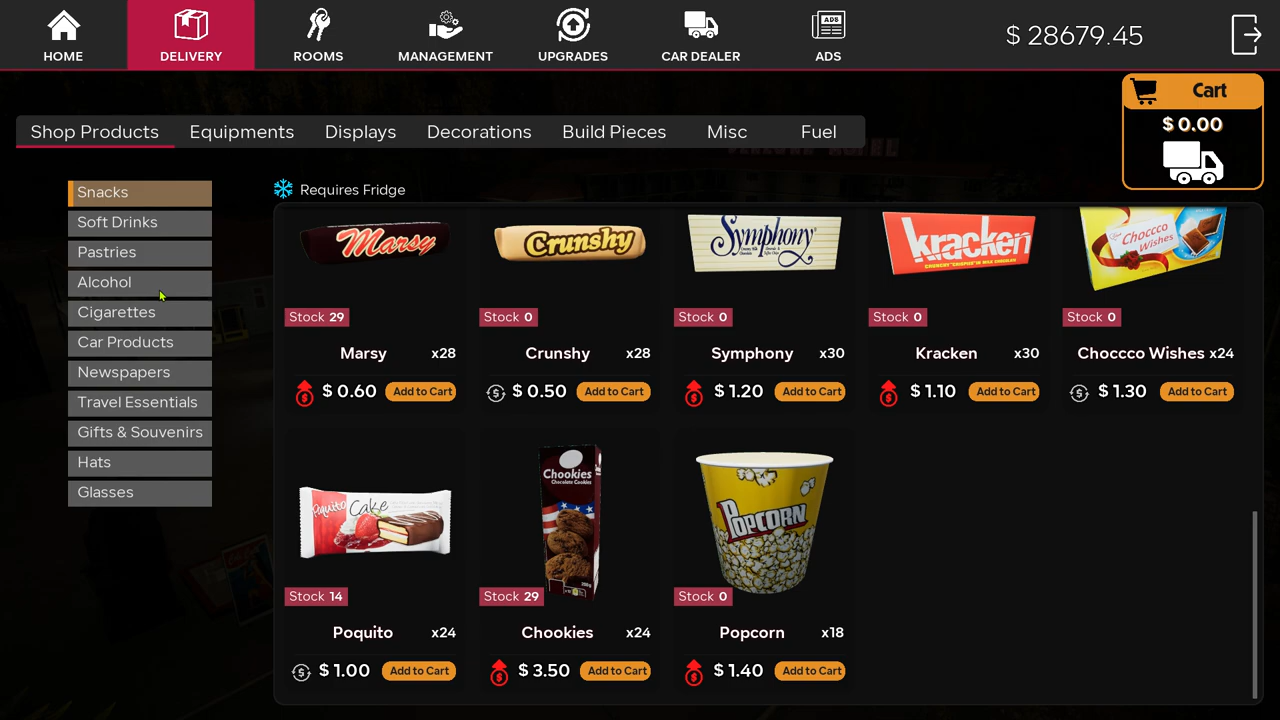 HOME
DELIVERY
ROOMS
MANAGEMENT
UPGRADES
CAR DEALER
ADS
ADS
$ 28679.45
Cart
$ 0.00
Shop Products
Equipments
Displays
Decorations
Build Pieces
Misc
Fuel
Snacks
Soft Drinks
Pastries
Alcohol
Cigarettes
Car Products
Newspapers
Travel Essentials
Gifts & Souvenirs
Hats
Glasses
Requires Fridge
Marsy
Stock 29
Marsy x28
$ 0.60 Add to Cart
Crunshy
Stock 0
Crunshy x28
$ 0.50 Add to Cart
Symphony
Stock 0
Symphony x30
$ 1.20 Add to Cart
kracken
Stock 0
Kracken x30
$ 1.10 Add to Cart
Choccco
Wishes
Stock 0
Choccco Wishes x24
$ 1.30 Add to Cart
Poquito Cake
Stock 14
Poquito x24
$ 1.00 Add to Cart
Chookies
Chocolate Cookies
Stock 29
Chookies x24
$ 3.50 Add to Cart
POPCORN
Stock 0
Popcorn x18
$ 1.40 Add to Cart